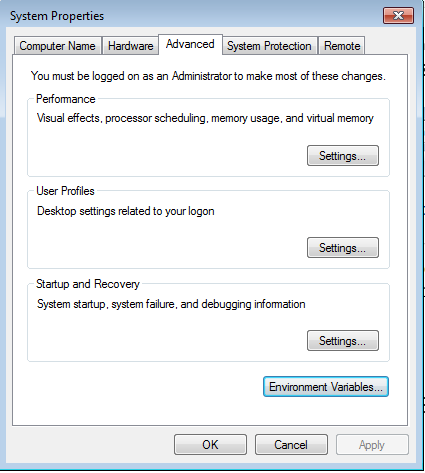 System Properties
Computer Name Hardware Advanced System Protection Remote
You must be logged on as an Administrator to make most of these changes.
Performance
Visual effects, processor scheduling, memory usage, and virtual memory
Settings...
User Profiles
Desktop settings related to your logon
Settings...
Startup and Recovery
System startup, system failure, and debugging information
Settings...
Environment Variables...
OK Cancel Apply